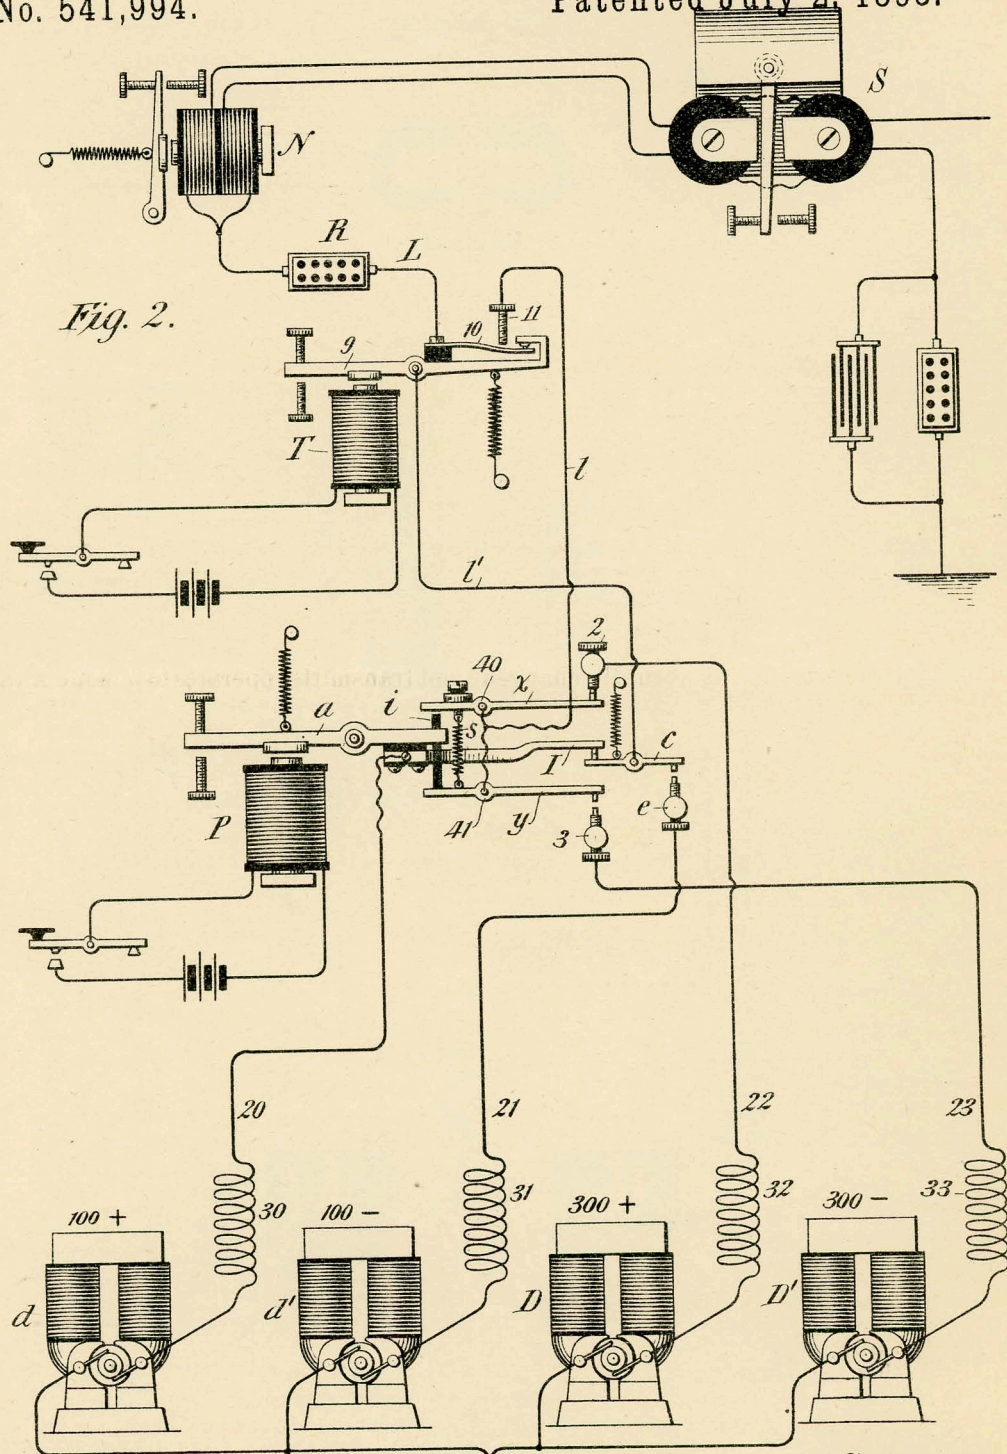 No. 541,994.
Patented July 2, 1895.
S
N
R
L
Fig. 2.
10
11
9
T
l
l'
2
40
x
i
a
s
I
c
P
41
y
3
e
20
21
22
23
30
31
32
33
100 +
100 -
300 +
300 -
d
d'
D
D'